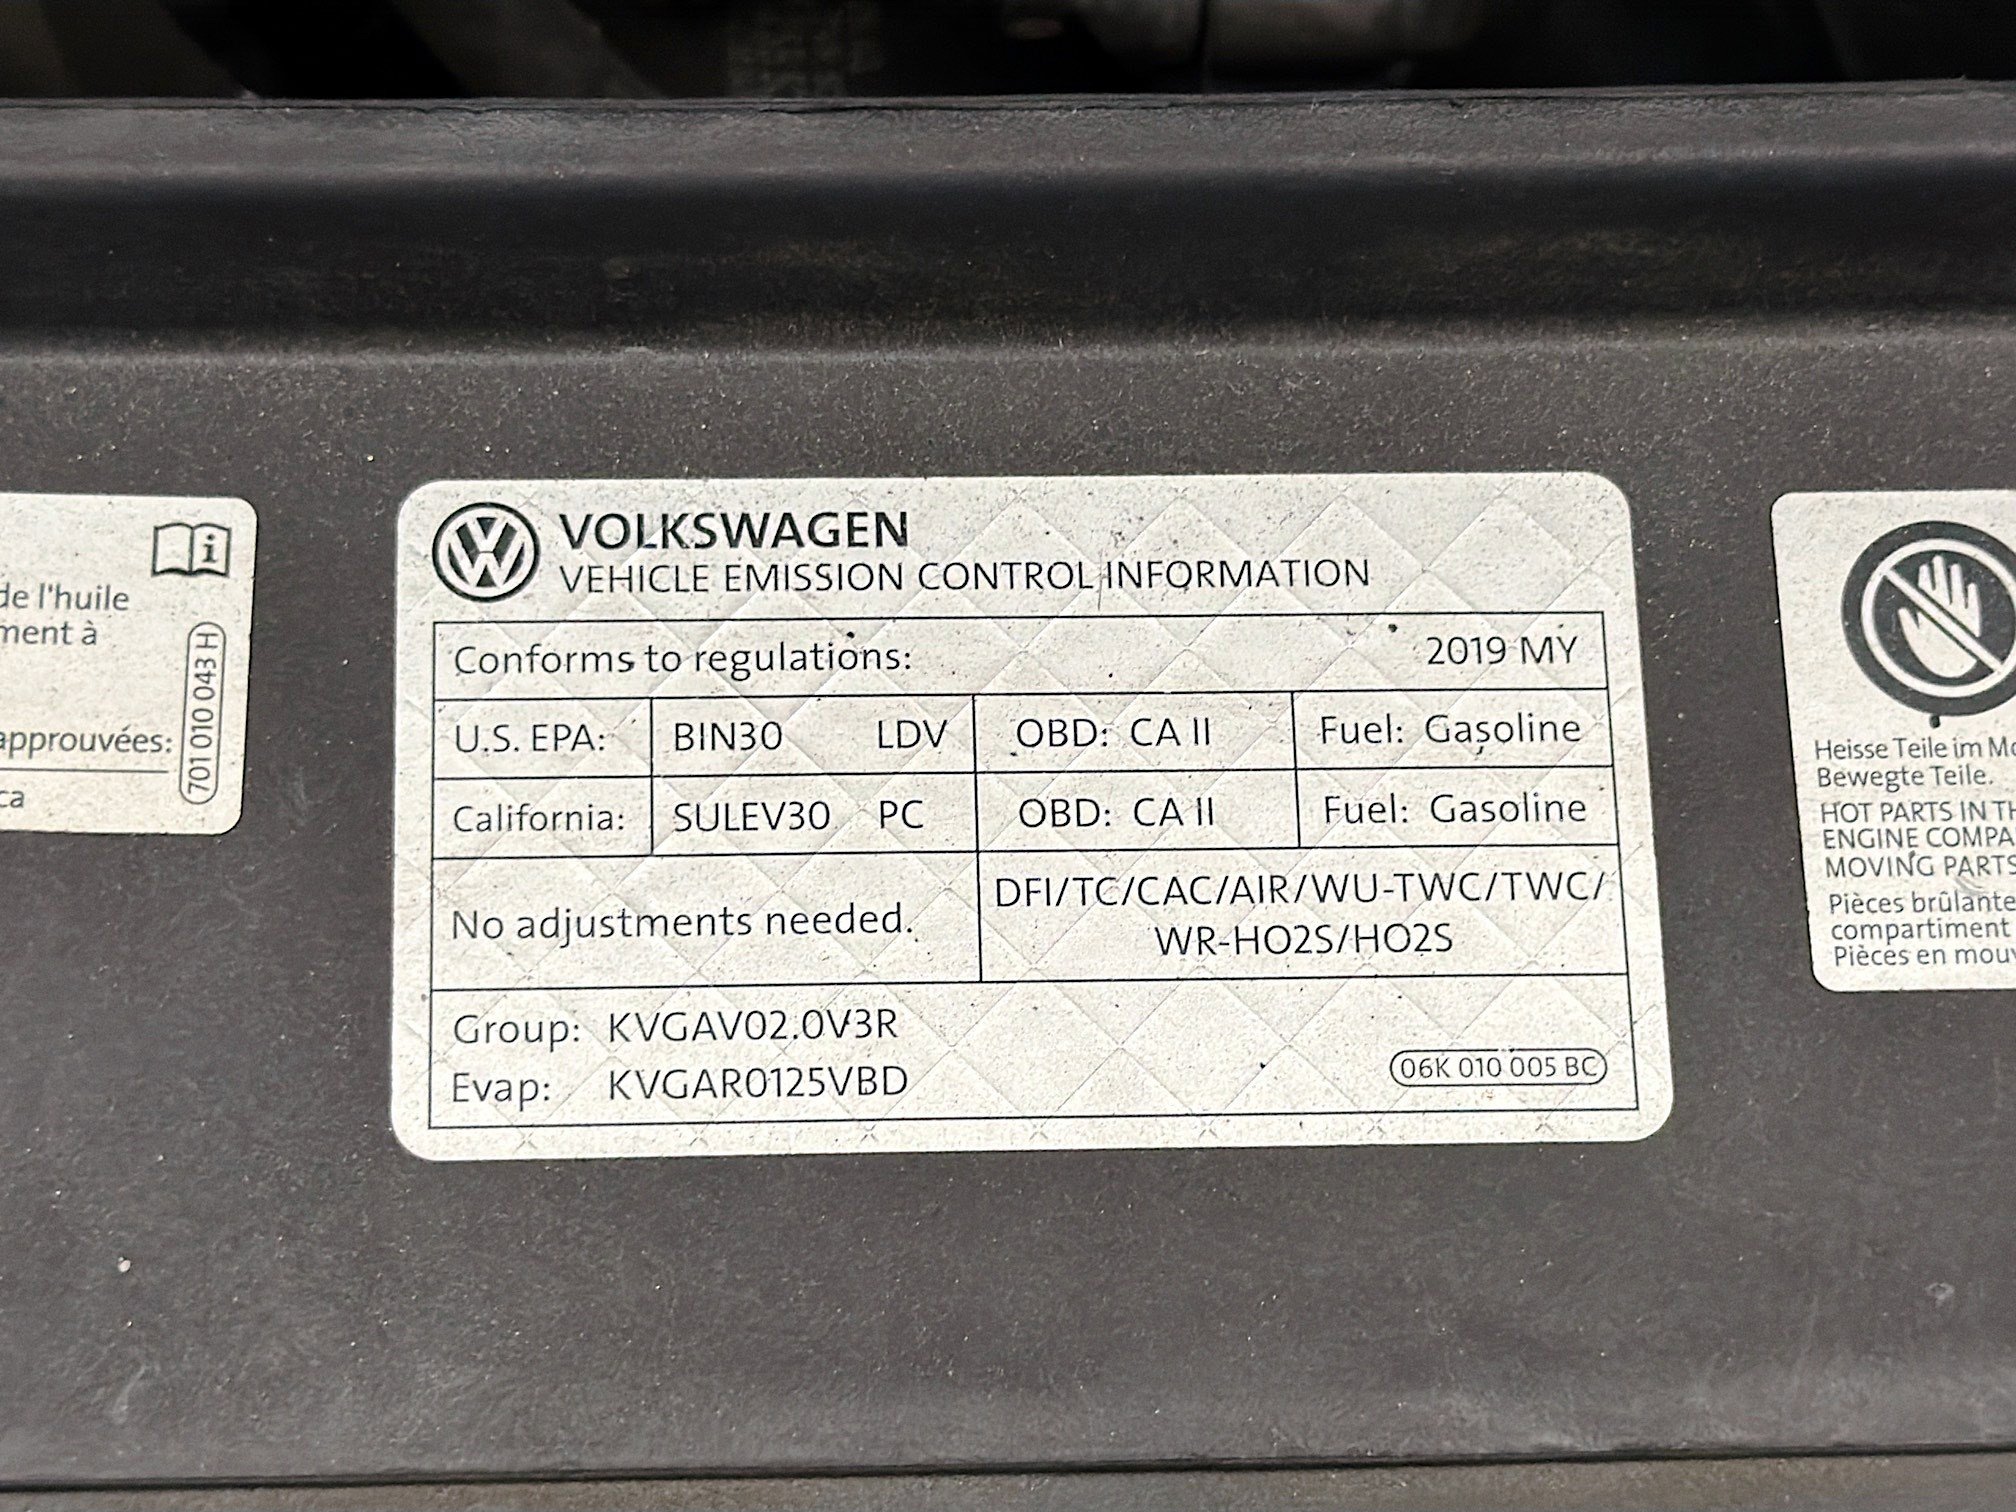 de l'huile
ment à
approuvées:
ca
701 010 043 H
VOLKSWAGEN
VEHICLE EMISSION CONTROL INFORMATION
Conforms to regulations: 2019 MY
U.S. EPA: BIN30 LDV OBD: CA II Fuel: Gasoline
California: SULEV30 PC OBD: CA II Fuel: Gasoline
No adjustments needed.
DFI/TC/CAC/AIR/WU-TWC/TWC/
WR-HO2S/HO2S
Group: KVGAV02.0V3R
Evap: KVGAR0125VBD
06K 010 005 BC
Heisse Teile im
Bewegte Teile.
HOT PARTS IN
ENGINE
MOVING PARTS
Pièces
compartiment
Pièces en